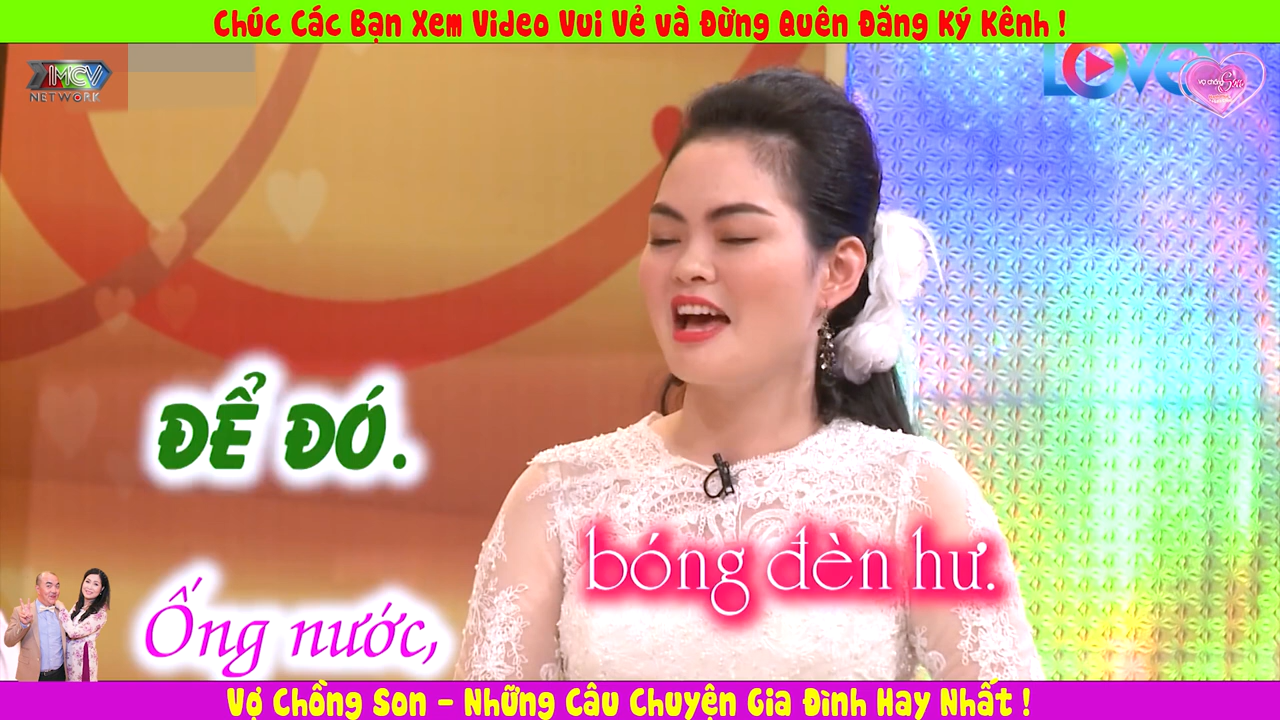 Chúc Các Bạn Xem Video Vui Vẻ và Đừng Quên Đăng Ký Kênh !
MCV
NETWORK
LOVE
ĐỂ ĐÓ.
bóng đèn hư.
Ống nước,
Vợ Chồng Son - Những Câu Chuyện Gia Đình Hay Nhất !